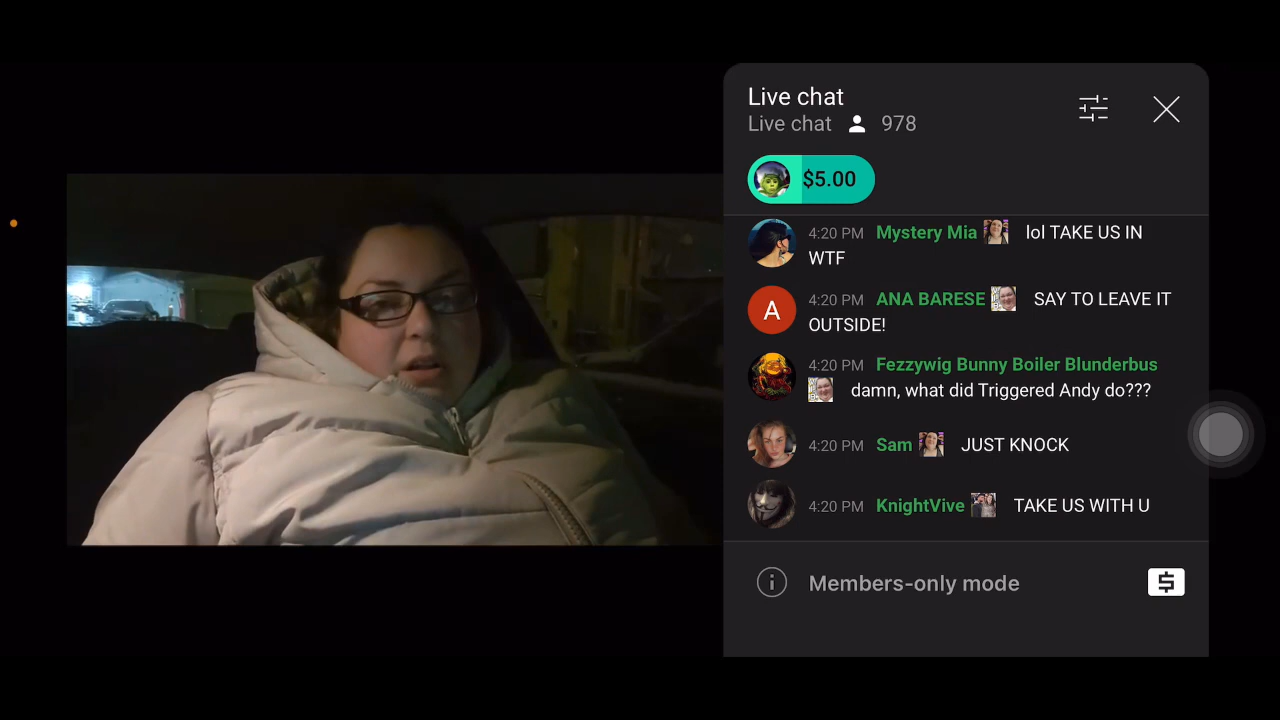 Live chat
Live chat 978
$5.00
4:20 PM Mystery Mia lol TAKE US IN
WTF
4:20 PM ANA BARESE SAY TO LEAVE IT
OUTSIDE!
A
4:20 PM Fezzywig Bunny Boiler Blunderbus
damn, what did Triggered Andy do???
4:20 PM Sam JUST KNOCK
4:20 PM KnightVive TAKE US WITH U
Members-only mode